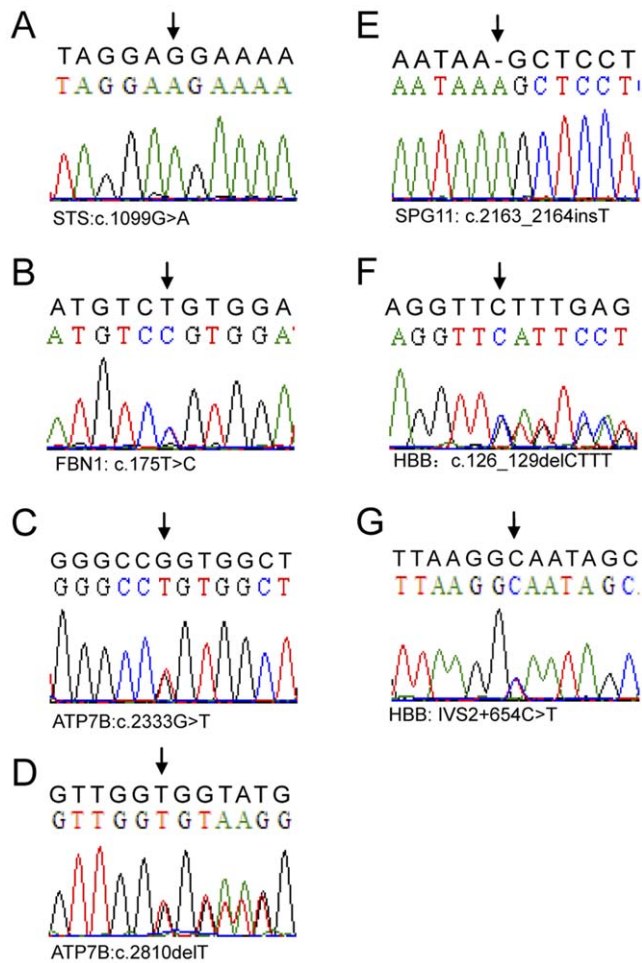 A
TAGGAGGAAAA
TAGGAAGAAAA
STS:c.1099G>A
B
ATGTCTGTGGA
ATGTCCGTGGA
FBN1: c.175T>C
C
GGGCCGGTGGCT
GGGCCTGTGGCT
ATP7B:c.2333G>T
D
GTTGGTGGTATG
GTTGGTGTAAGG
ATP7B:c.2810delT
E
AATAA-GCTCCT
AATAAAGCTCCT
SPG11: c.2163_2164insT
F
AGGTTCTTTGAG
AGGTTCATTCCT
HBB: c.126_129delCTTT
G
TTAAGGCAATAGC
TTAAGGCAATAGC
HBB: IVS2+654C>T